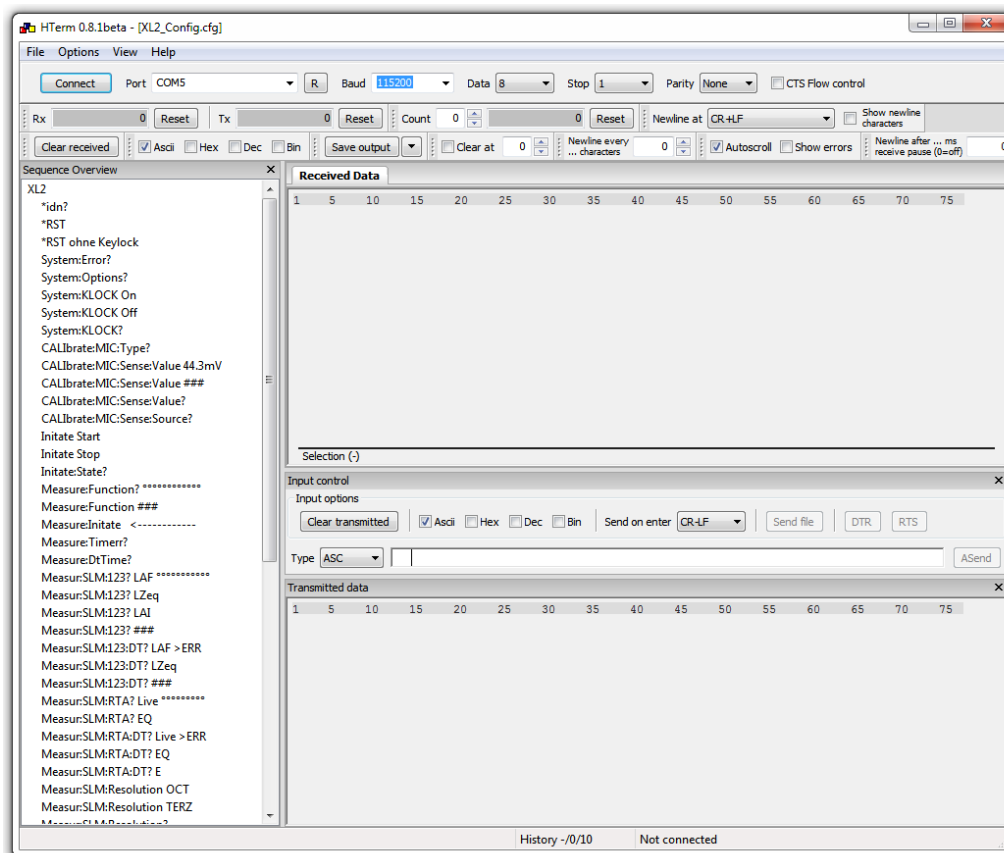 HTerm 0.8.1beta - [XL2_Config.cfg]
File Options View Help
Connect Port COM5 R Baud 115200 Data 8 Stop 1 Parity None CTS Flow control
Rx 0 Reset Tx 0 Reset Count 0 0 Reset Newline at CR+LF Show newline characters
Clear received Ascii Hex Dec Bin Save output Clear at 0 Newline every ... characters 0 Autoscroll Show errors Newline after ... ms receive pause (0=off) 0
Sequence Overview
XL2
*idn?
*RST
*RST ohne Keylock
System:Error?
System:Options?
System:KLOCK On
System:KLOCK Off
System:KLOCK?
CALIbrate:MIC:Type?
CALIbrate:MIC:Sense:Value 44.3mV
CALIbrate:MIC:Sense:Value ###
CALIbrate:MIC:Sense:Value?
CALIbrate:MIC:Sense:Source?
Initate Start
Initate Stop
Initate:State?
Measure:Function? °°°°°°°°°°°°
Measure:Function ###
Measure:Initate <------------
Measure:Timerr?
Measure:DtTime?
Measur:SLM:123? LAF °°°°°°°°°°°
Measur:SLM:123? LZeq
Measur:SLM:123? LAI
Measur:SLM:123? ###
Measur:SLM:123:DT? LAF >ERR
Measur:SLM:123:DT? LZeq
Measur:SLM:123:DT? ###
Measur:SLM:RTA? Live °°°°°°°°°
Measur:SLM:RTA? EQ
Measur:SLM:RTA:DT? Live >ERR
Measur:SLM:RTA:DT? EQ
Measur:SLM:RTA:DT? E
Measur:SLM:Resolution OCT
Measur:SLM:Resolution TERZ
Measur:SLM:Resolution?
Received Data
1 5 10 15 20 25 30 35 40 45 50 55 60 65 70 75
Selection (-)
Input control
Input options
Clear transmitted Ascii Hex Dec Bin Send on enter CR-LF Send file DTR RTS
Type ASC ASend
Transmitted data
1 5 10 15 20 25 30 35 40 45 50 55 60 65 70 75
History -/0/10 Not connected